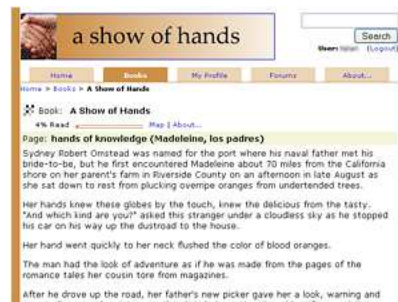 a show of hands
Search
User: (Logout)
Home Books My Profile Forums About...
Home > Books > A Show of Hands
Book: A Show of Hands
4% Read Map | About...
Page: hands of knowledge (Madeleine, los padres)
Sydney Robert Omstead was named for the port where his naval father met his
bride-to-be, but he first encountered Madeleine about 70 miles from the California
shore on her parent's farm in Riverside County on an afternoon in late August as
she sat down to rest from plucking overripe oranges from undertended trees.
Her hands knew these globes by the touch, knew the delicious from the tasty.
"And which kind are you?" asked this stranger under a cloudless sky as he stopped
his car on his way up the dustroad to the house.
Her hand went quickly to her neck flushed the color of blood oranges.
The man had the look of adventure as if he was made from the pages of the
romance tales her cousin tore from magazines.
After he drove up the road, her father's new picker gave her a look, warning and